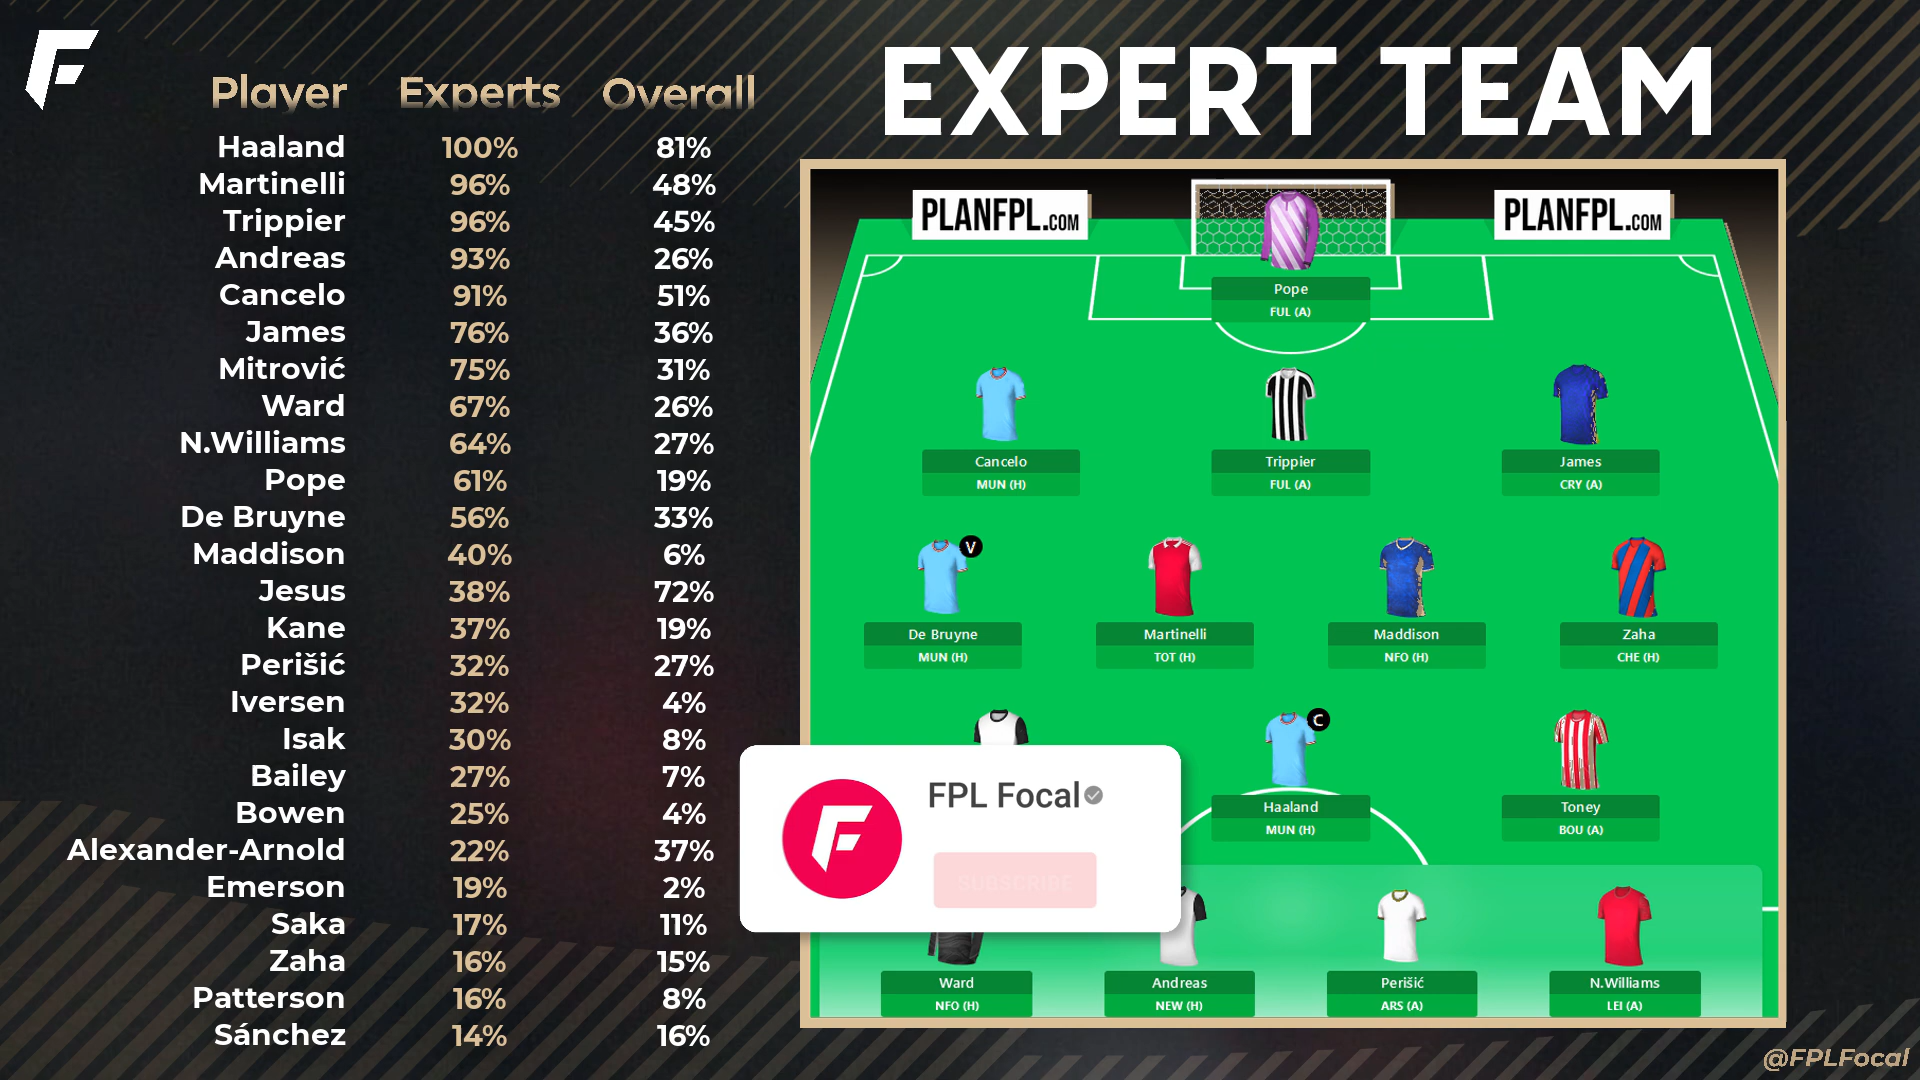 EXPERT TEAM
Player Experts Overall
Haaland 100% 81%
Martinelli 96% 48%
Trippier 96% 45%
Andreas 93% 26%
Cancelo 91% 51%
James 76% 36%
Mitrović 75% 31%
Ward 67% 26%
N.Williams 64% 27%
Pope 61% 19%
De Bruyne 56% 33%
Maddison 40% 6%
Jesus 38% 72%
Kane 37% 19%
Perišić 32% 27%
Iversen 32% 4%
Isak 30% 8%
Bailey 27% 7%
Bowen 25% 4%
Alexander-Arnold 22% 37%
Emerson 19% 2%
Saka 17% 11%
Zaha 16% 15%
Patterson 16% 8%
Sánchez 14% 16%
PLANFPL.COM PLANFPL.COM
Pope
FUL (A)
Cancelo Trippier James
MUN (H) FUL (A) CRY (A)
V
De Bruyne Martinelli Maddison Zaha
MUN (H) TOT (H) NFO (H) CHE (H)
C
Haaland Toney
MUN (H) BOU (A)
FPL Focal
SUBSCRIBE
Ward Andreas Perišić N.Williams
NFO (H) NEW (H) ARS (A) LEI (A)
@FPLFocal